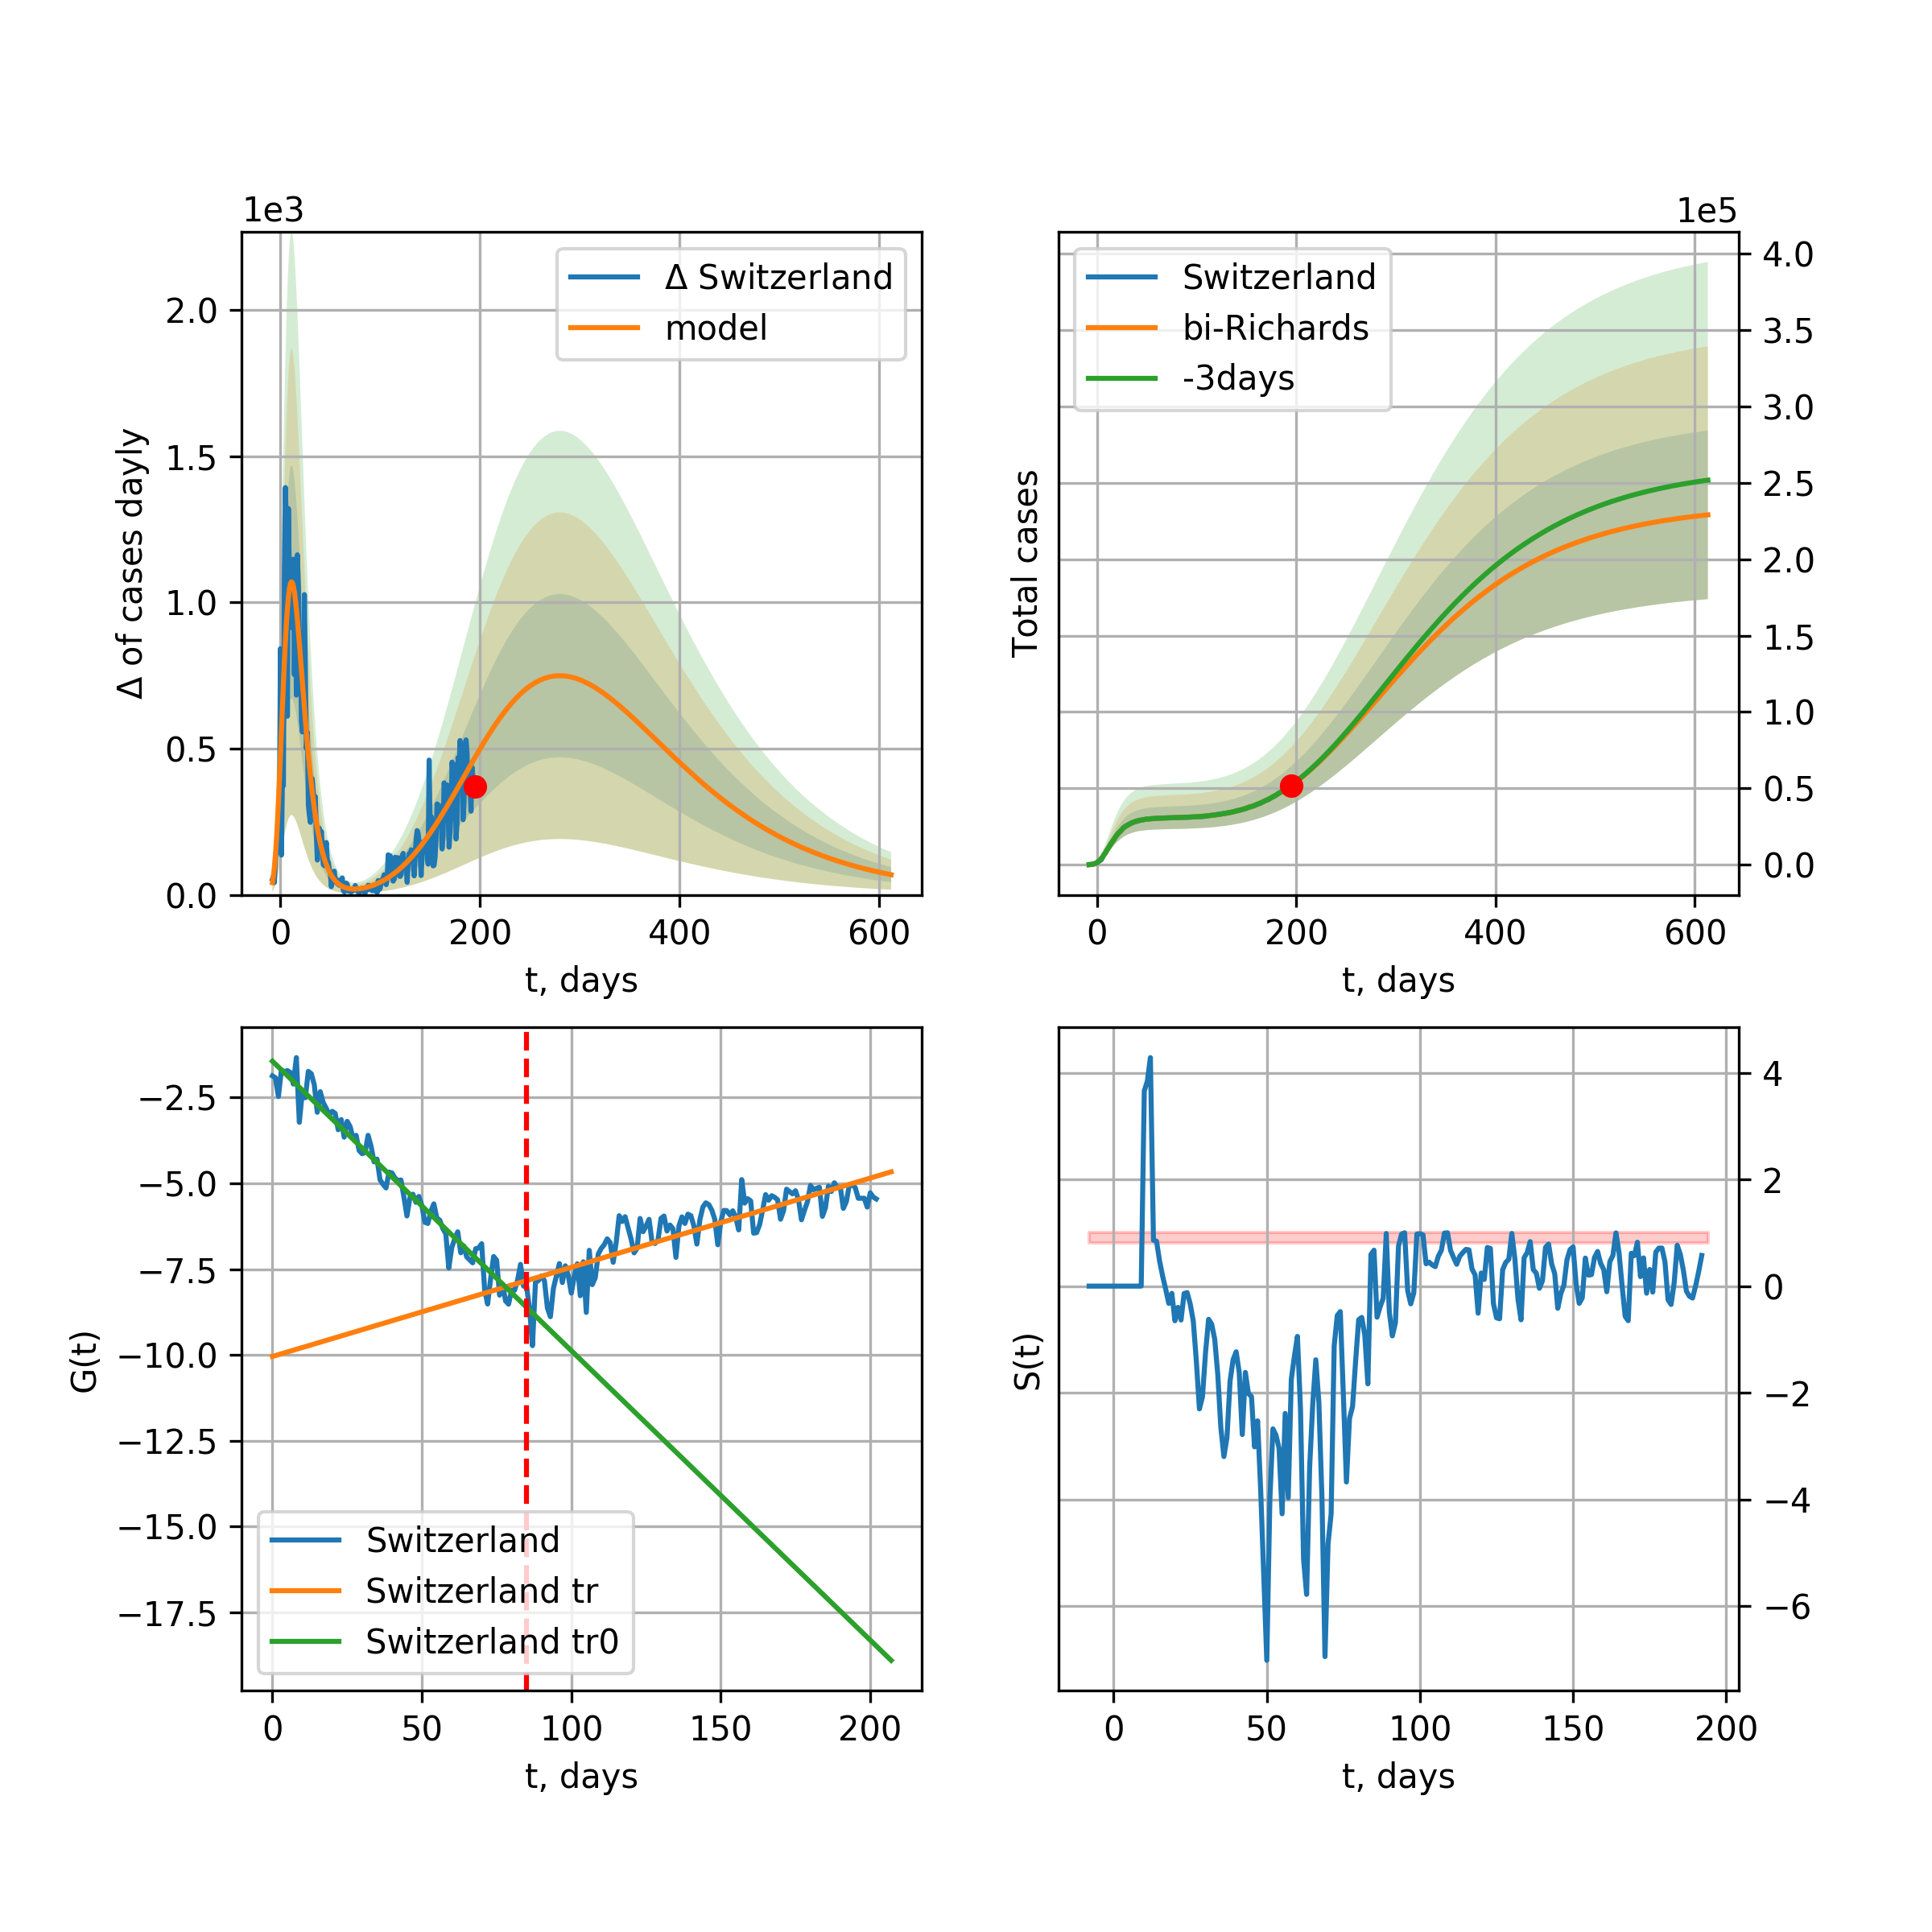 1e3
Δ of cases dayly
2.0
1.5
1.0
0.5
0.0
0 200 400 600
t, days
Δ Switzerland
model
1e5
Total cases
4.0
3.5
3.0
2.5
2.0
1.5
1.0
0.5
0.0
0 200 400 600
t, days
Switzerland
bi-Richards
-3days
G(t)
−2.5
−5.0
−7.5
−10.0
−12.5
−15.0
−17.5
0 50 100 150 200
t, days
Switzerland
Switzerland tr
Switzerland tr0
S(t)
4
2
0
−2
−4
−6
0 50 100 150 200
t, days